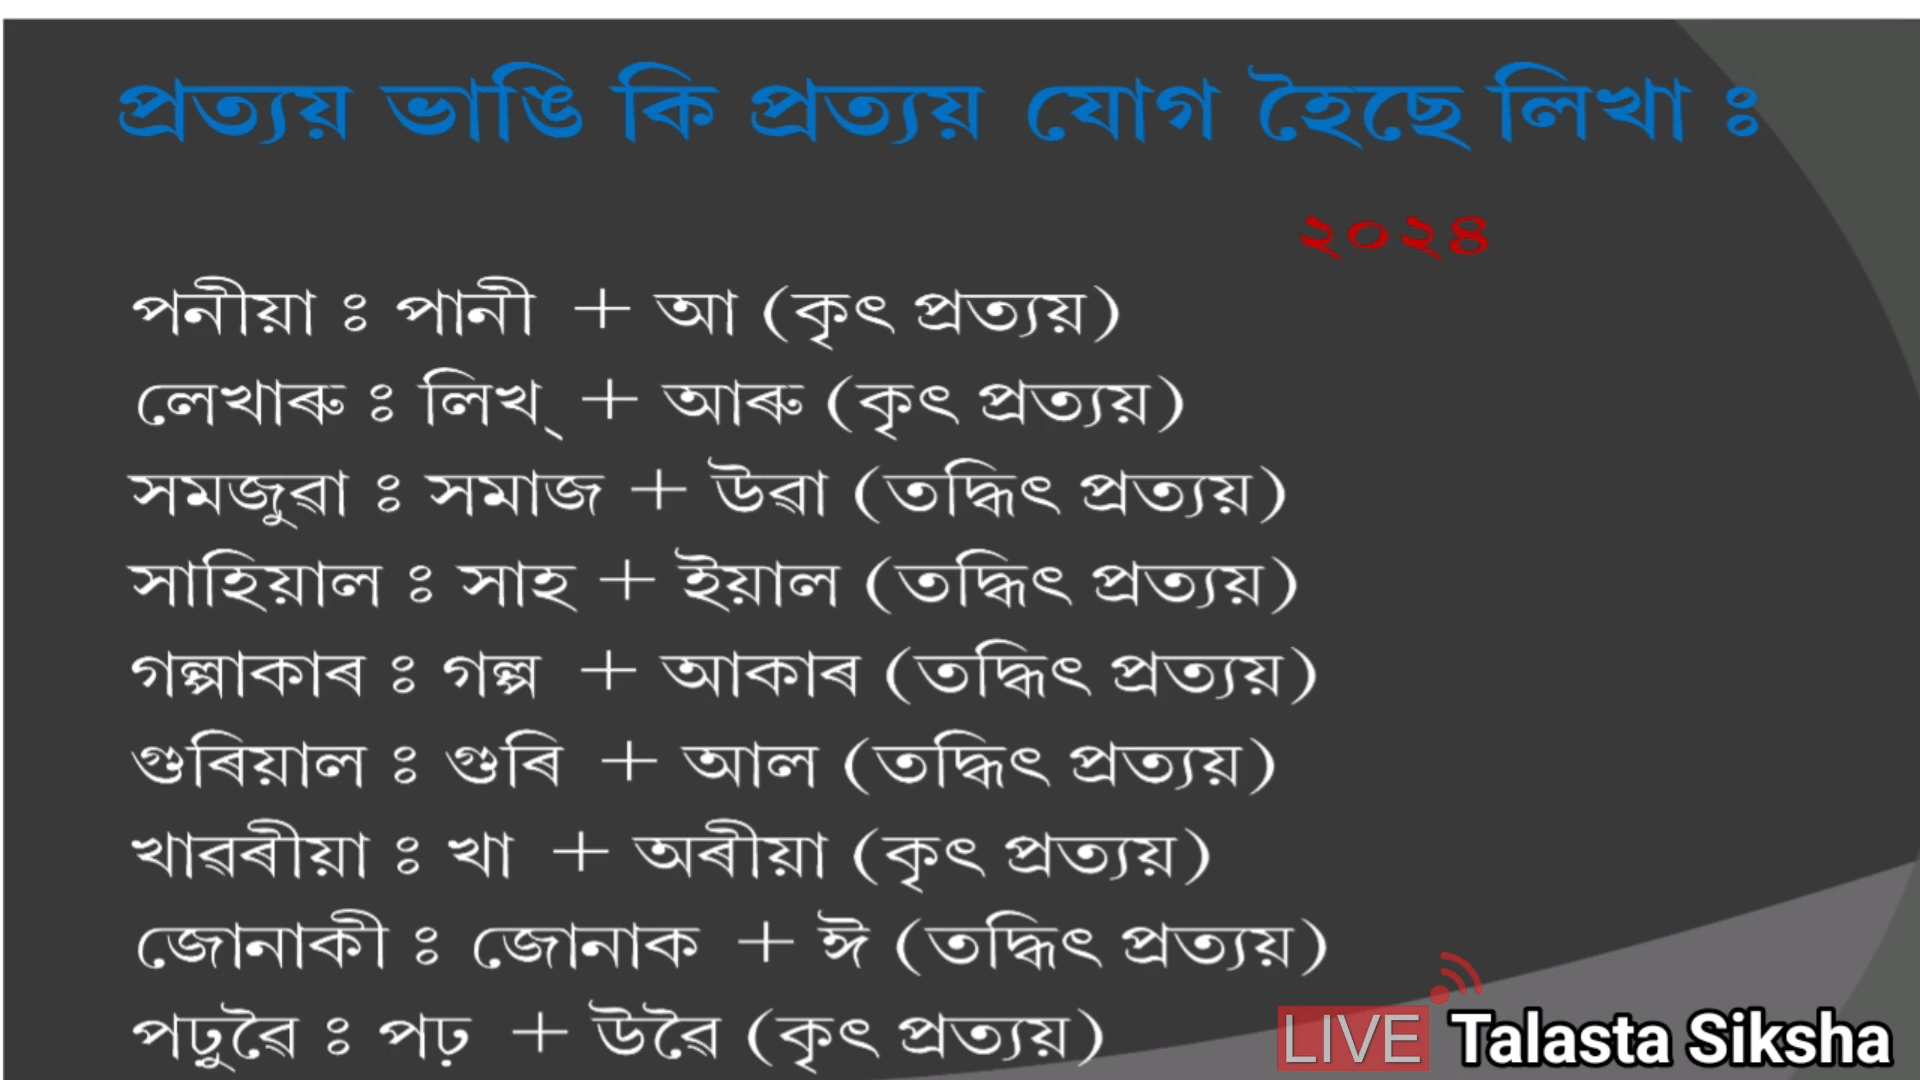 প্ৰত্যয় ভাঙি কি প্ৰত্যয় যোগ হৈছে লিখা ঃ
২০২৪
পনীয়া ঃ পানী + আ (কৃৎ প্ৰত্যয়)
লেখাৰু ঃ লিখ্ + আৰু (কৃৎ প্ৰত্যয়)
সমজুৱা ঃ সমাজ + উৱা (তদ্ধিৎ প্ৰত্যয়)
সাহিয়াল ঃ সাহ + ইয়াল (তদ্ধিৎ প্ৰত্যয়)
গল্পাকাৰ ঃ গল্প + আকাৰ (তদ্ধিৎ প্ৰত্যয়)
গুৰিয়াল ঃ গুৰি + আল (তদ্ধিৎ প্ৰত্যয়)
খাৱৰীয়া ঃ খা + অৰীয়া (কৃৎ প্ৰত্যয়)
জোনাকী ঃ জোনাক + ঈ (তদ্ধিৎ প্ৰত্যয়)
পঢ়ুৱৈ ঃ পঢ় + উৱৈ (কৃৎ প্ৰত্যয়)
LIVE Talasta Siksha